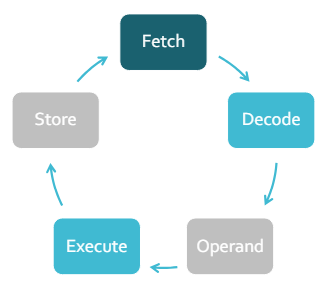 Fetch
Decode
Operand
Execute
Store